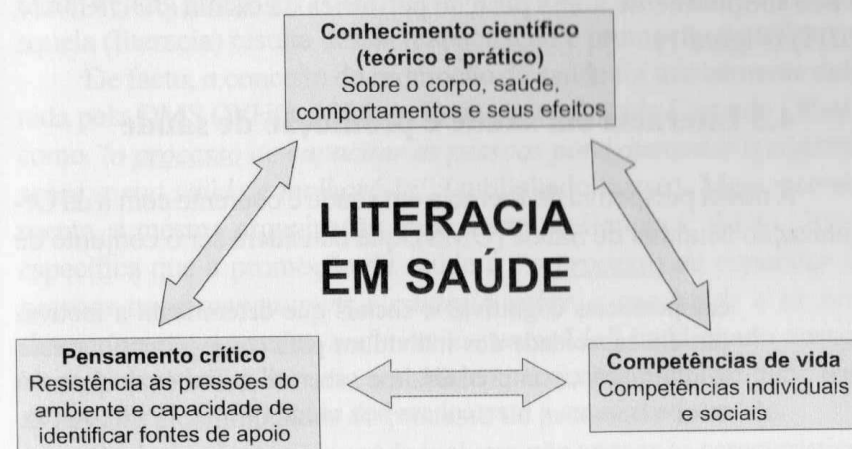 Conhecimento científico
(teórico e prático)
Sobre o corpo, saúde,
comportamentos e seus efeitos
LITERACIA
EM SAÚDE
Pensamento crítico
Resistência às pressões do
ambiente e capacidade de
identificar fontes de apoio
Competências de vida
Competências individuais
e sociais